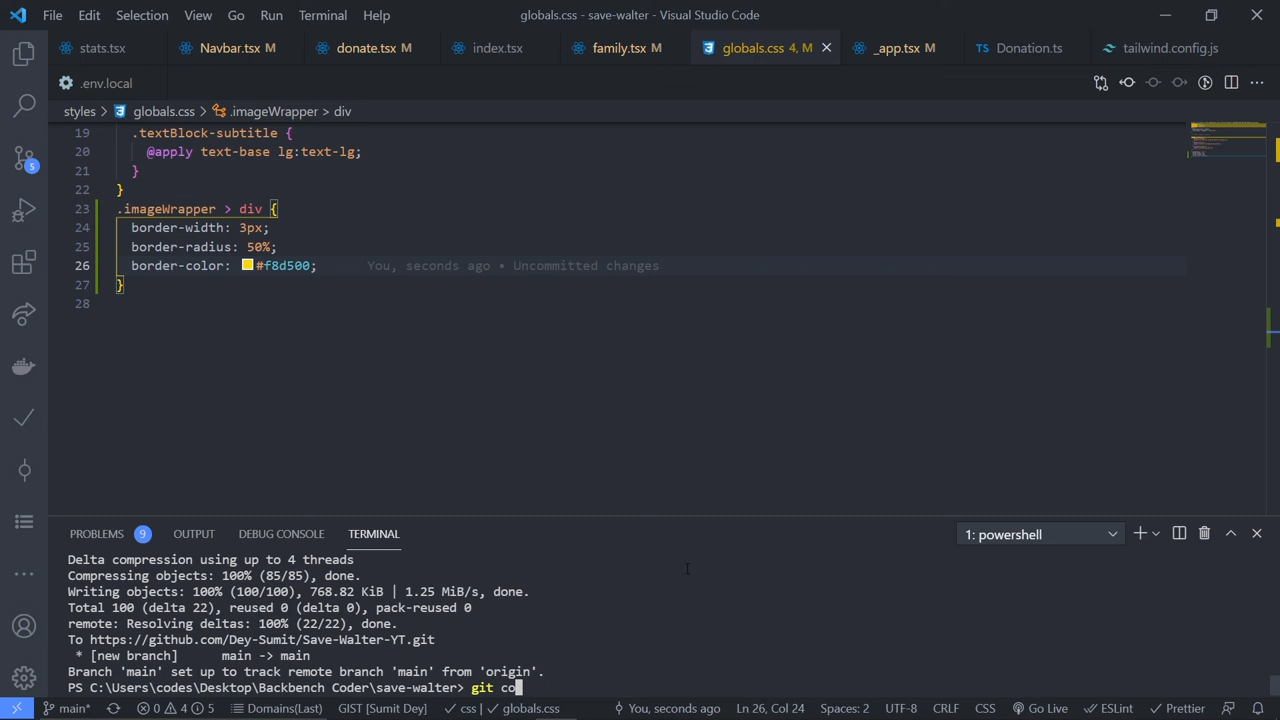 File Edit Selection View Go Run Terminal Help globals.css - save-walter - Visual Studio Code
stats.tsx Navbar.tsx M donate.tsx M index.tsx family.tsx M globals.css 4, M _app.tsx M Donation.ts tailwind.config.js
.env.local
styles > globals.css > .imageWrapper > div
19 .textBlock-subtitle {
20 @apply text-base lg:text-lg;
21 }
22 }
23 .imageWrapper > div {
24 border-width: 3px;
25 border-radius: 50%;
26 border-color: #f8d500; You, seconds ago • Uncommitted changes
27 }
28
5
PROBLEMS 9 OUTPUT DEBUG CONSOLE TERMINAL 1: powershell
Delta compression using up to 4 threads
Compressing objects: 100% (85/85), done.
Writing objects: 100% (100/100), 768.82 KiB | 1.25 MiB/s, done.
Total 100 (delta 22), reused 0 (delta 0), pack-reused 0
remote: Resolving deltas: 100% (22/22), done.
To https://github.com/Dey-Sumit/Save-Walter-YT.git
* [new branch] main -> main
Branch 'main' set up to track remote branch 'main' from 'origin'.
PS C:\Users\codes\Desktop\Backbench Coder\save-walter> git co
main* 0 4 5 Domains(Last) GIST [Sumit Dey] css | globals.css You, seconds ago Ln 26, Col 24 Spaces: 2 UTF-8 CRLF CSS Go Live ESLint Prettier